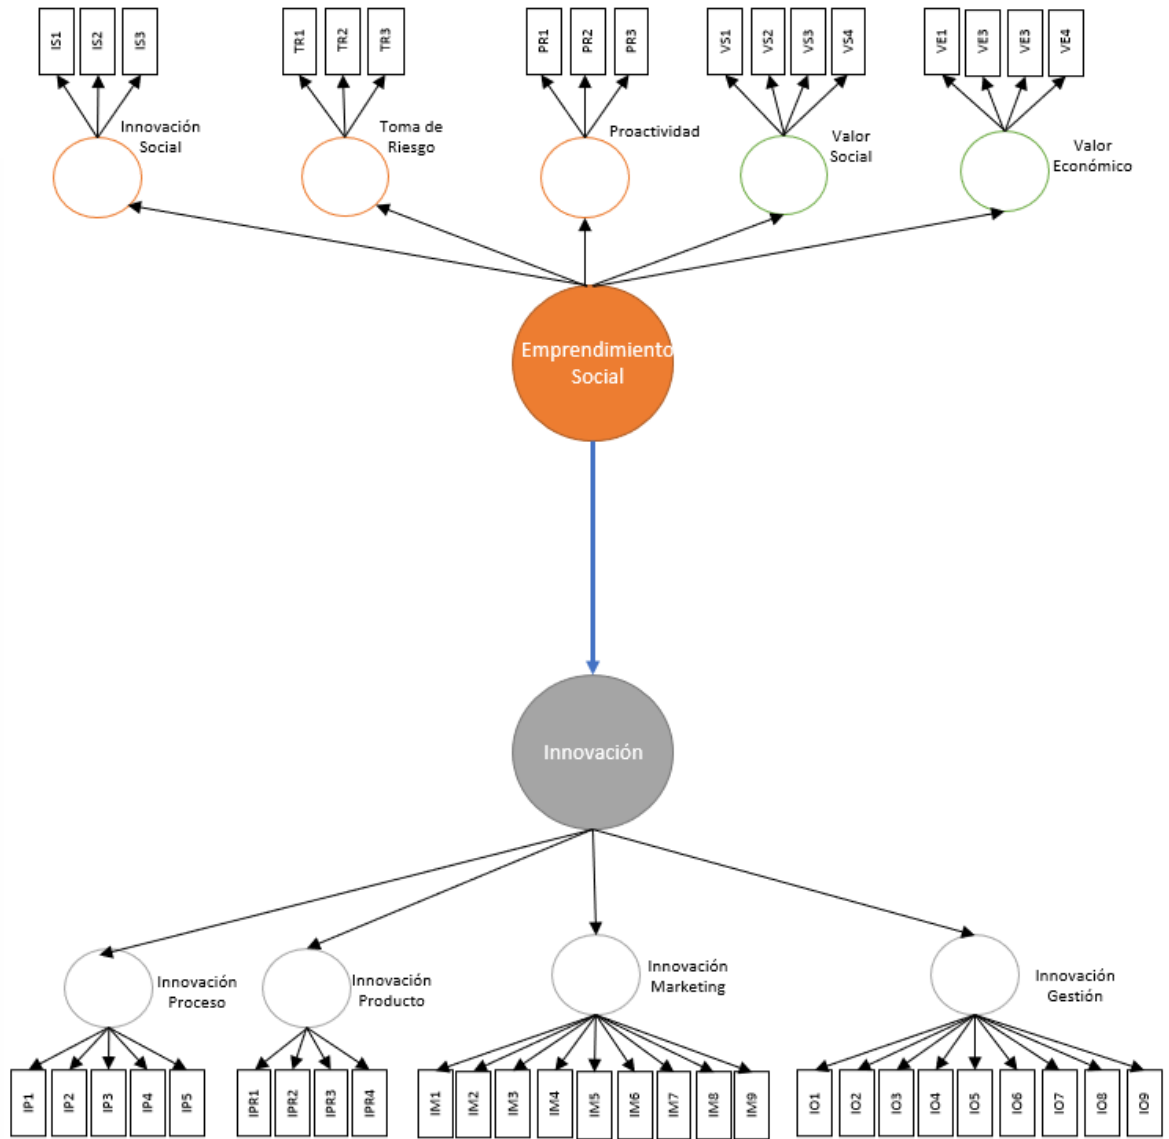 IS1
IS2
IS3
TR1
TR2
TR3
PR1
PR2
PR3
VS1
VS2
VS3
VS4
VE1
VE3
VE3
VE4
Innovación
Social
Toma de
Riesgo
Proactividad
Valor
Social
Valor
Económico
Emprendimiento
Social
Innovación
Innovación
Proceso
Innovación
Producto
Innovación
Marketing
Innovación
Gestión
IP1
IP2
IP3
IP4
IP5
IPR1
IPR2
IPR3
IPR4
IM1
IM2
IM3
IM4
IM5
IM6
IM7
IM8
IM9
IO1
IO2
IO3
IO4
IO5
IO6
IO7
IO8
IO9